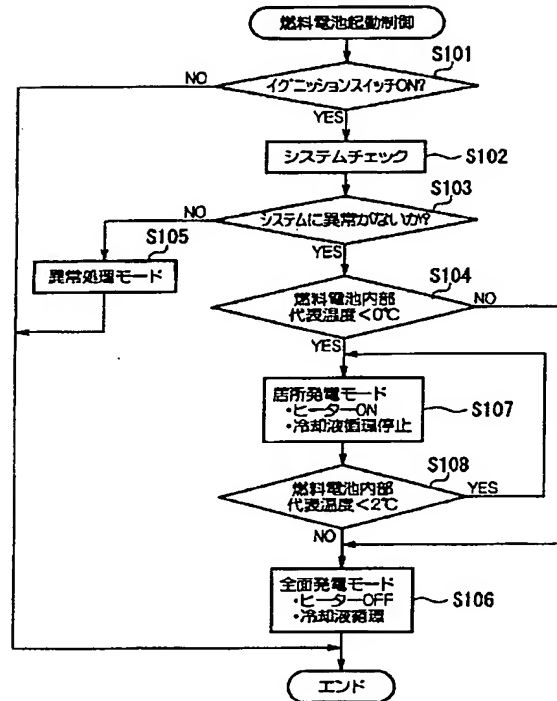 燃料電池起動制御
S101
NO
イグニッションスイッチON?
YES
システムチェック
S102
S103
NO
システムに異常がないか?
YES
S105
異常処理モード
S104
燃料電池内部
代表温度<0℃
NO
YES
居所発電モード
・ヒーターON
・冷却液循環停止
S107
S108
燃料電池内部
代表温度<2℃
YES
NO
全面発電モード
・ヒーターOFF
・冷却液循環
S106
エンド